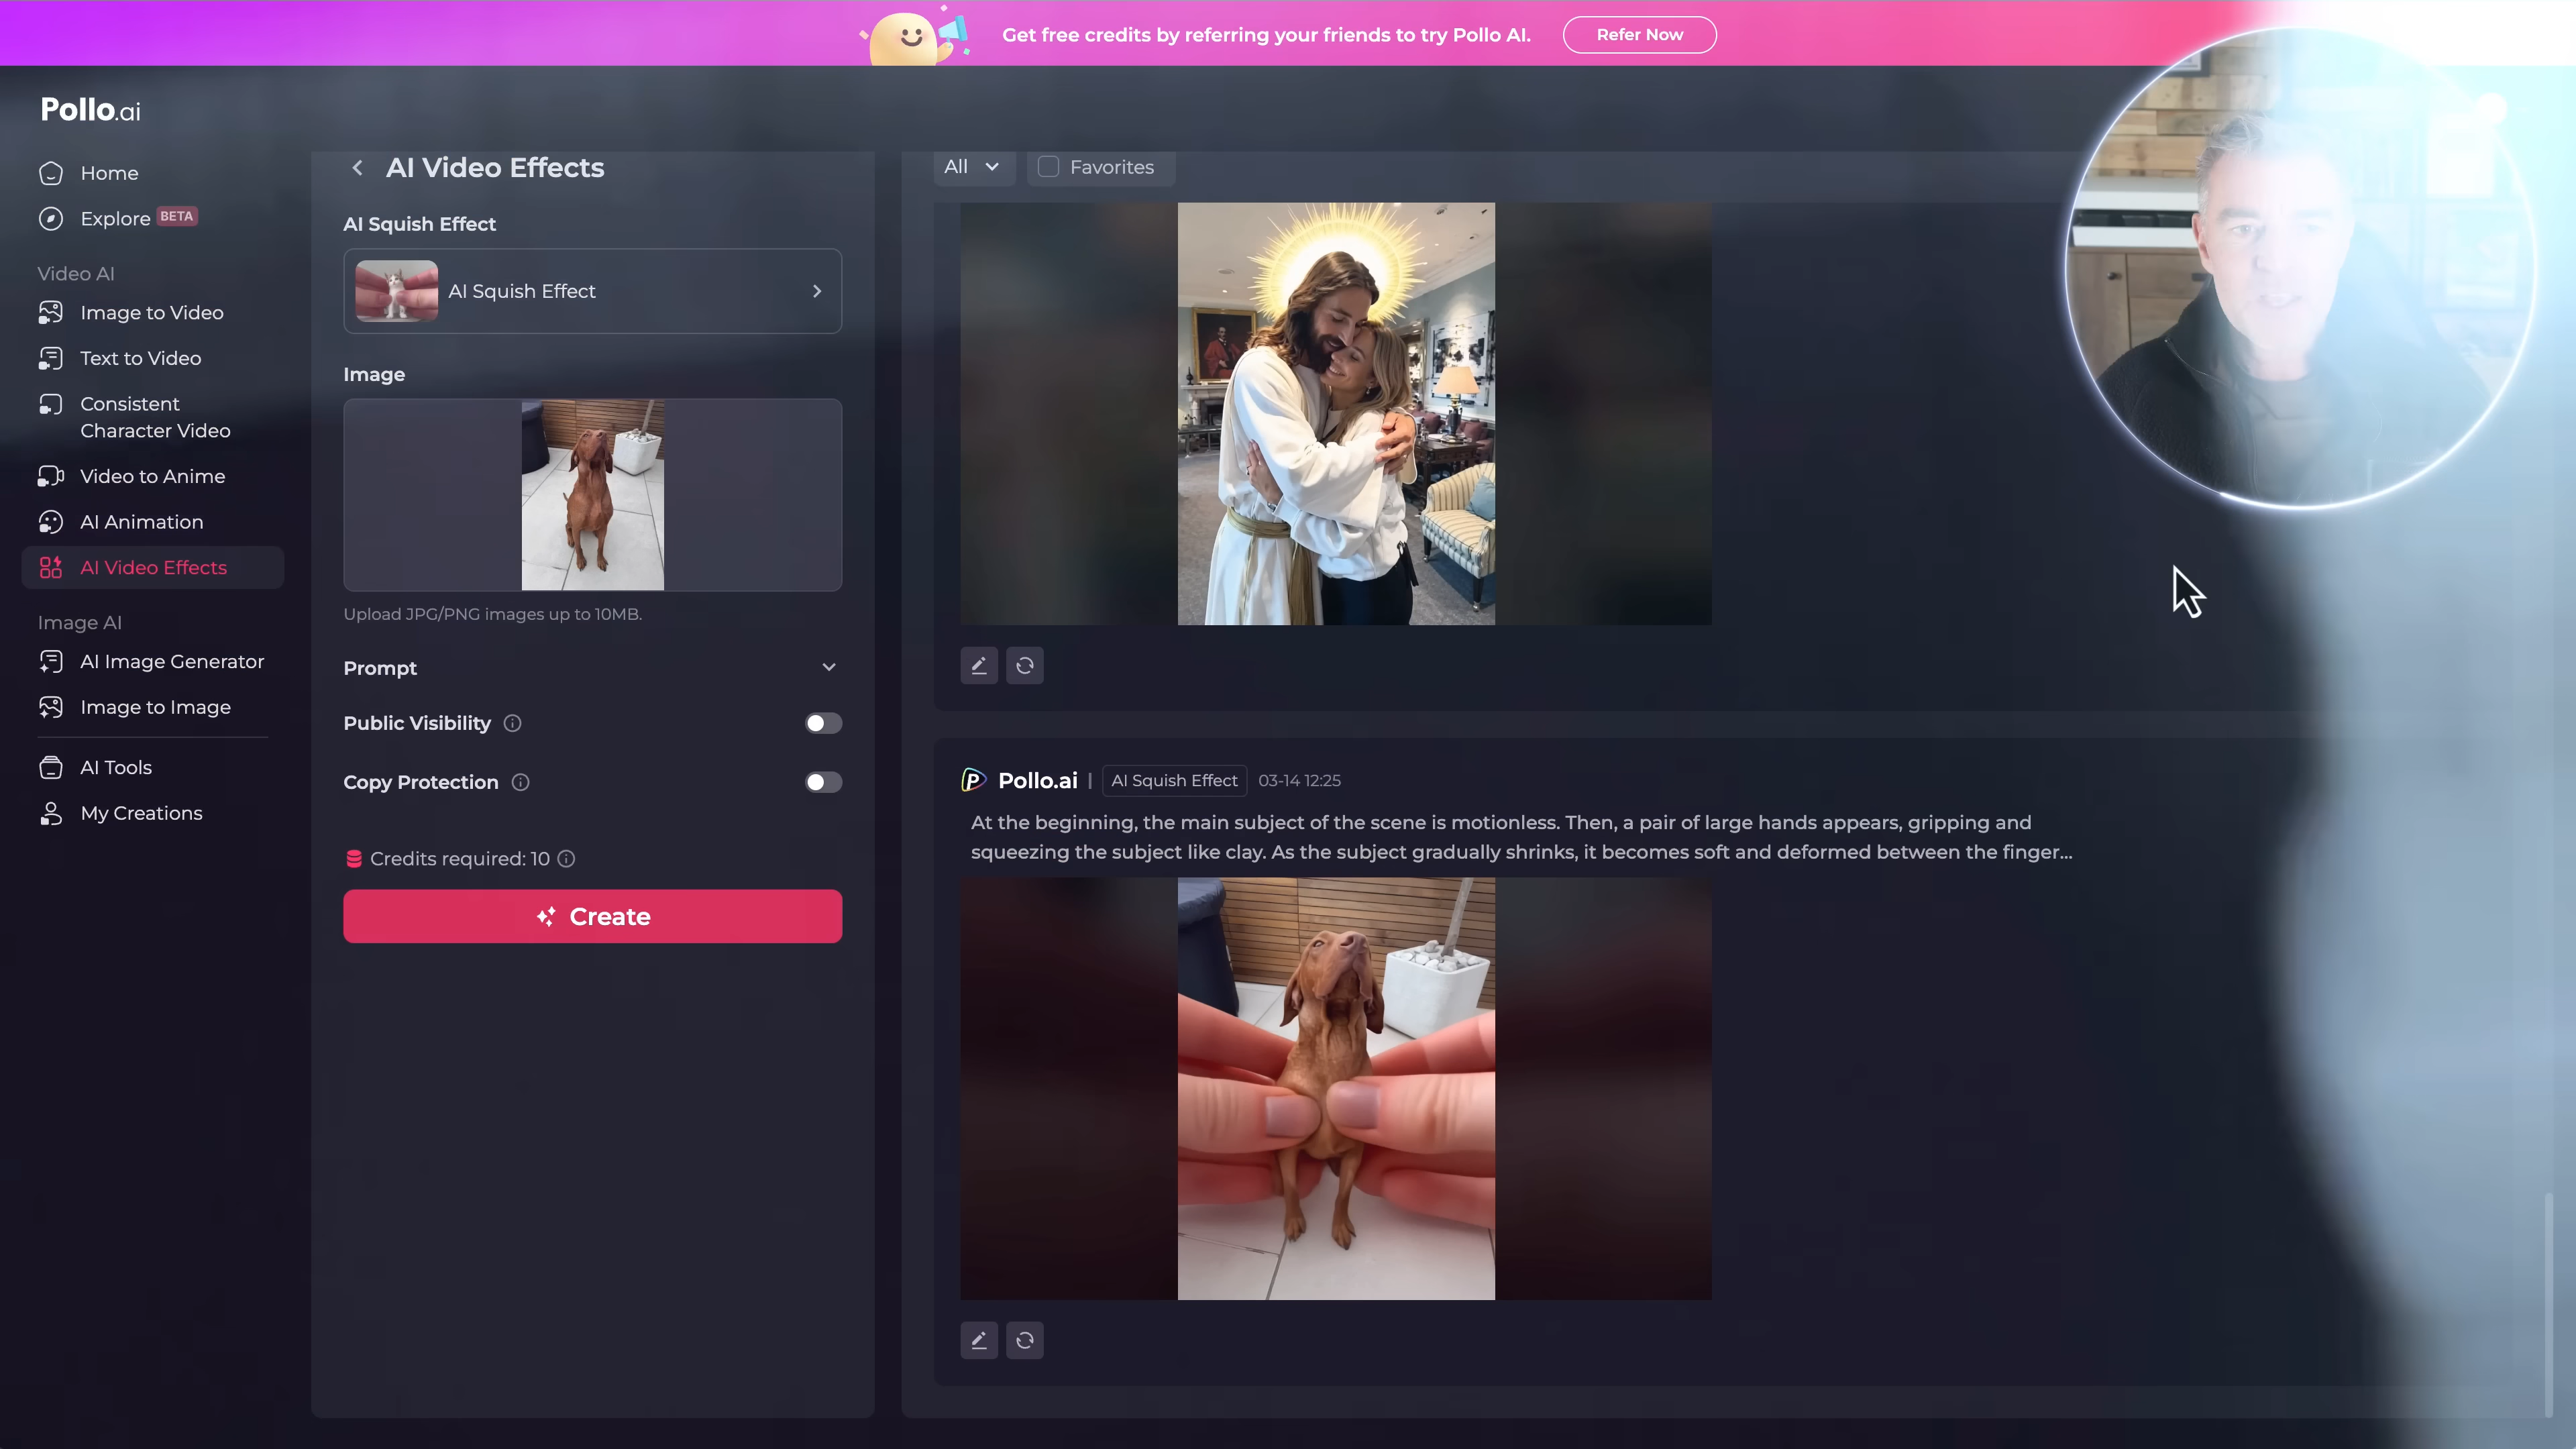 Get free credits by referring your friends to try Pollo AI.
Refer Now
Pollo.ai
Home
Explore BETA
Video AI
Image to Video
Text to Video
Consistent
Character Video
Video to Anime
AI Animation
AI Video Effects
Image AI
AI Image Generator
Image to Image
AI Tools
My Creations
AI Video Effects
AI Squish Effect
AI Squish Effect
Image
Upload JPG/PNG images up to 10MB.
Prompt
Public Visibility
Copy Protection
Credits required: 10
Create
All
Favorites
Pollo.ai | AI Squish Effect 03-14 12:25
At the beginning, the main subject of the scene is motionless. Then, a pair of large hands appears, gripping and
squeezing the subject like clay. As the subject gradually shrinks, it becomes soft and deformed between the finger...